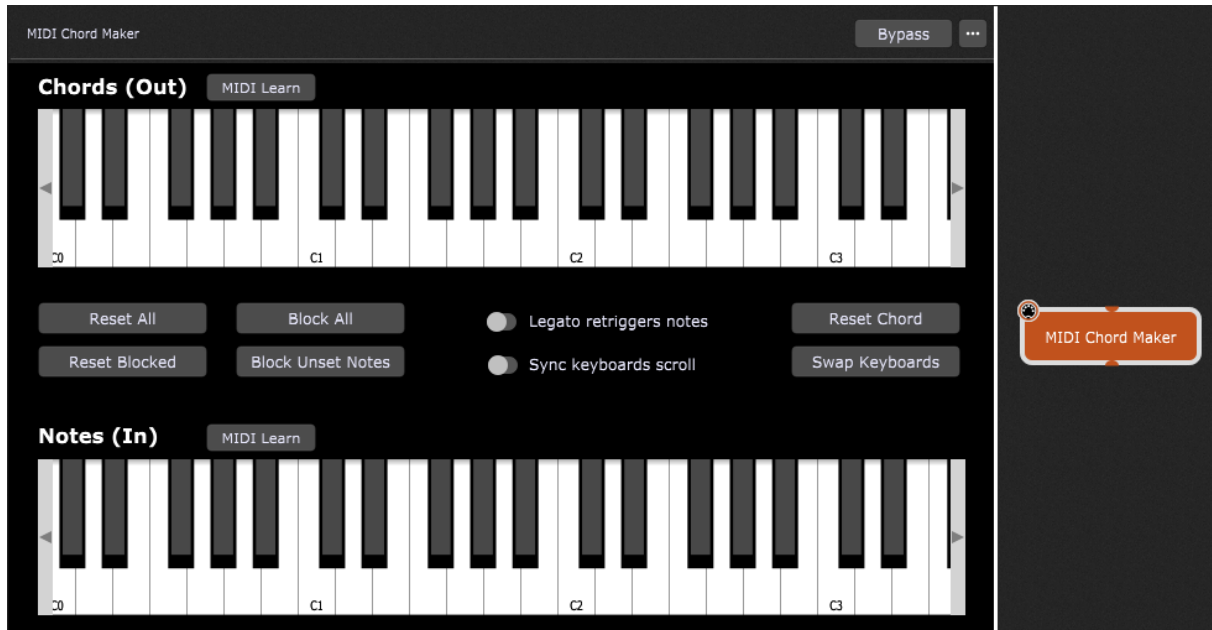 MIDI Chord Maker
Bypass
...
Chords (Out)
MIDI Learn
C0 C1 C2 C3
Reset All
Block All
Legato retriggers notes
Reset Chord
Reset Blocked
Block Unset Notes
Sync keyboards scroll
Swap Keyboards
Notes (In)
MIDI Learn
C0 C1 C2 C3
MIDI Chord Maker